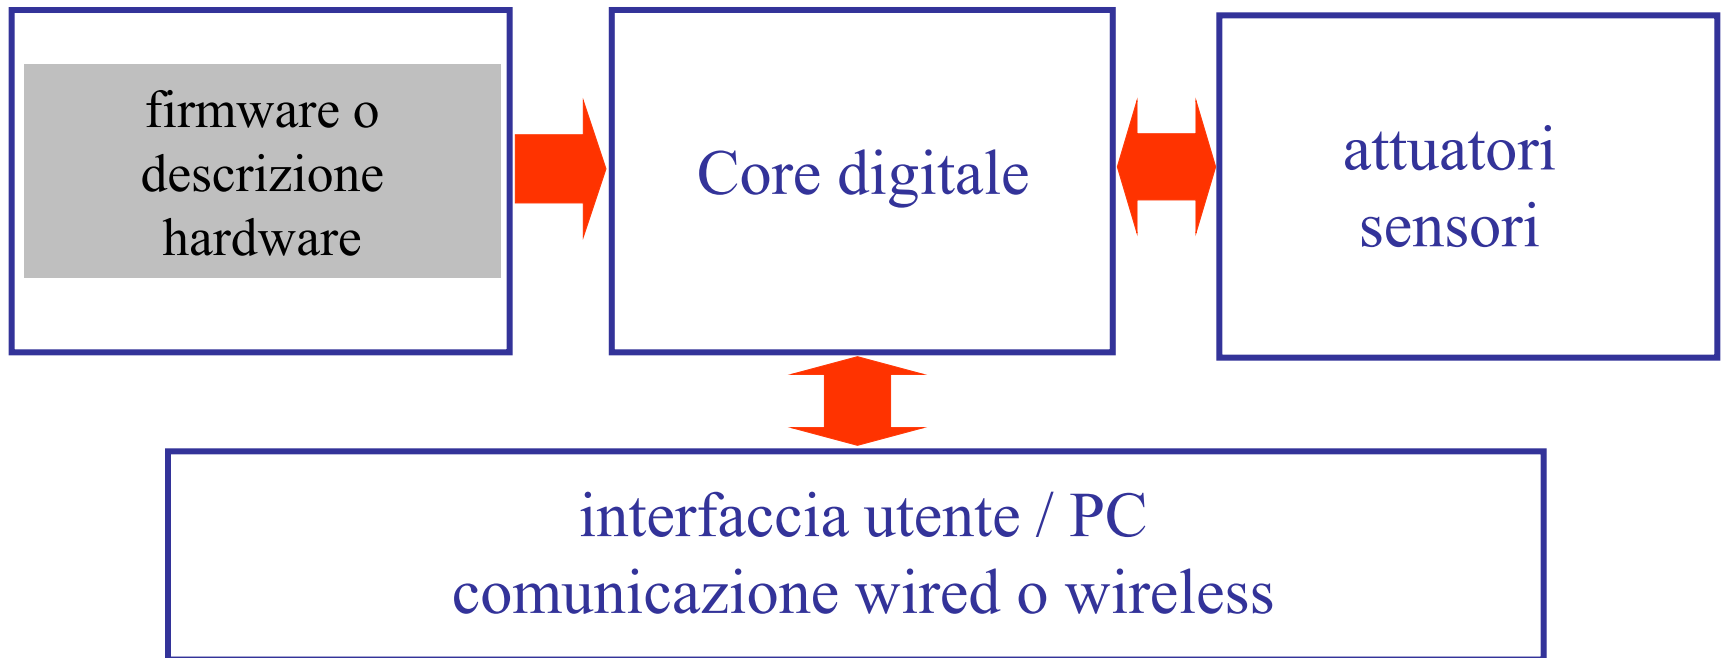 firmware o
descrizione
hardware
Core digitale
attuatori
sensori
interfaccia utente / PC
comunicazione wired o wireless